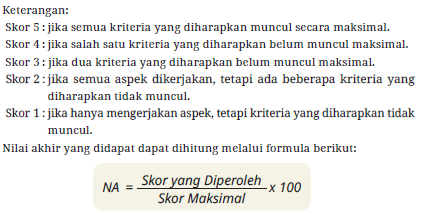 Keterangan:
Skor 5 : jika semua kriteria yang diharapkan muncul secara maksimal.
Skor 4 : jika salah satu kriteria yang diharapkan belum muncul maksimal.
Skor 3 : jika dua kriteria yang diharapkan belum muncul maksimal.
Skor 2 : jika semua aspek dikerjakan, tetapi ada beberapa kriteria yang
diharapkan tidak muncul.
Skor 1 : jika hanya mengerjakan aspek, tetapi kriteria yang diharapkan tidak
muncul.
Nilai akhir yang didapat dapat dihitung melalui formula berikut:
NA = Skor yang Diperoleh x 100
Skor Maksimal